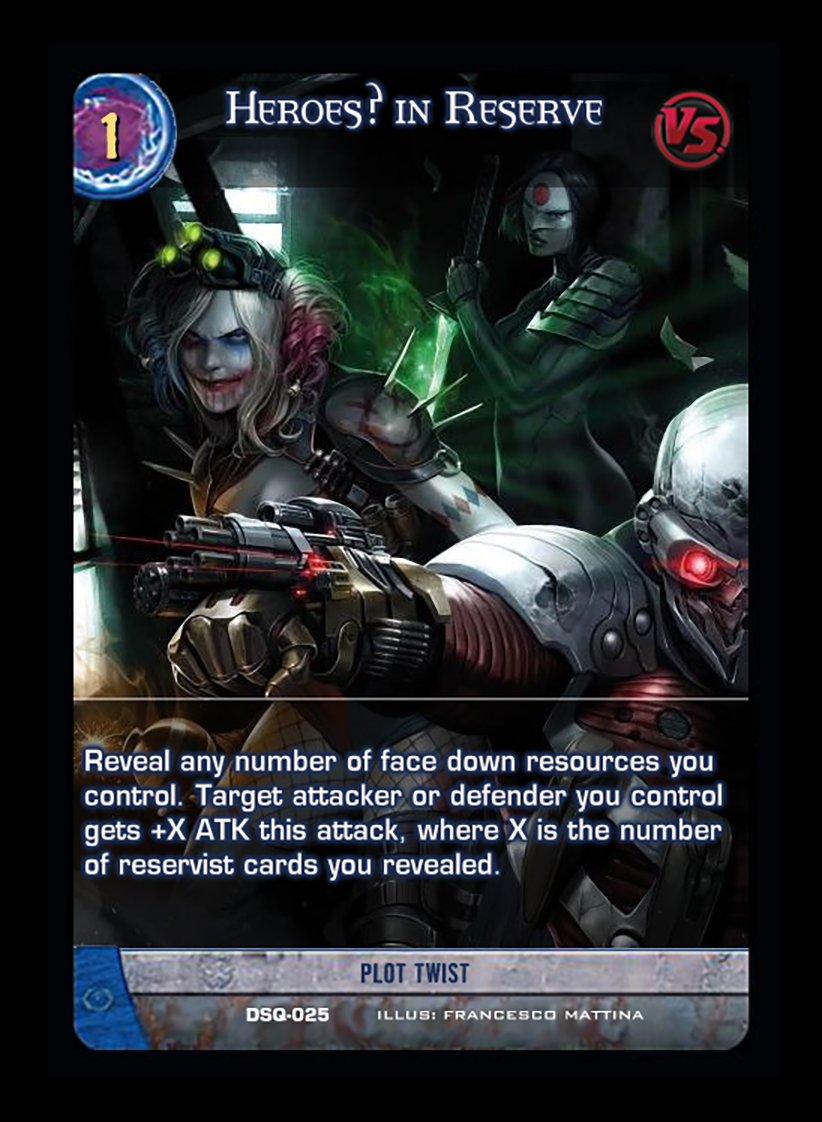 1
Heroes? in Reserve
VS.
Reveal any number of face down resources you
control. Target attacker or defender you control
gets +X ATK this attack, where X is the number
of reservist cards you revealed.
PLOT TWIST
DSQ-025 ILLUS: FRANCESCO MATTINA